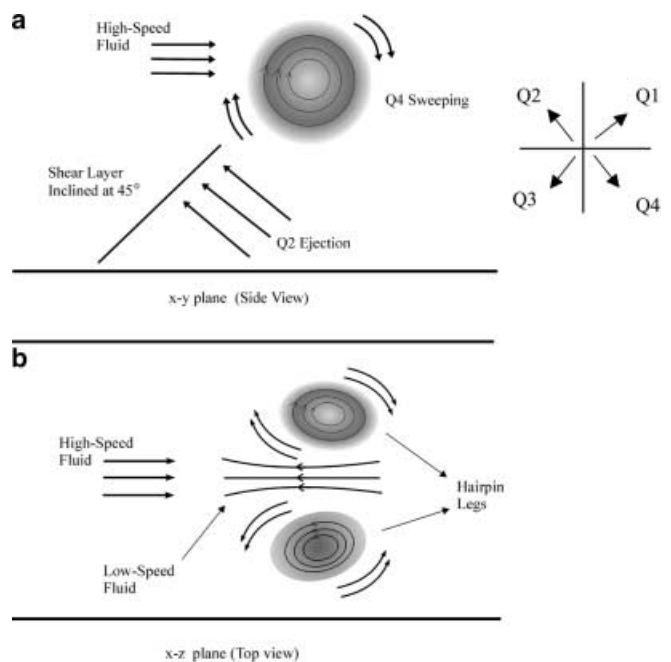 a
High-Speed
Fluid
Q4 Sweeping
Shear Layer
Inclined at 45°
Q2 Ejection
x-y plane (Side View)
Q2
Q1
Q3
Q4
b
High-Speed
Fluid
Hairpin
Legs
Low-Speed
Fluid
x-z plane (Top view)